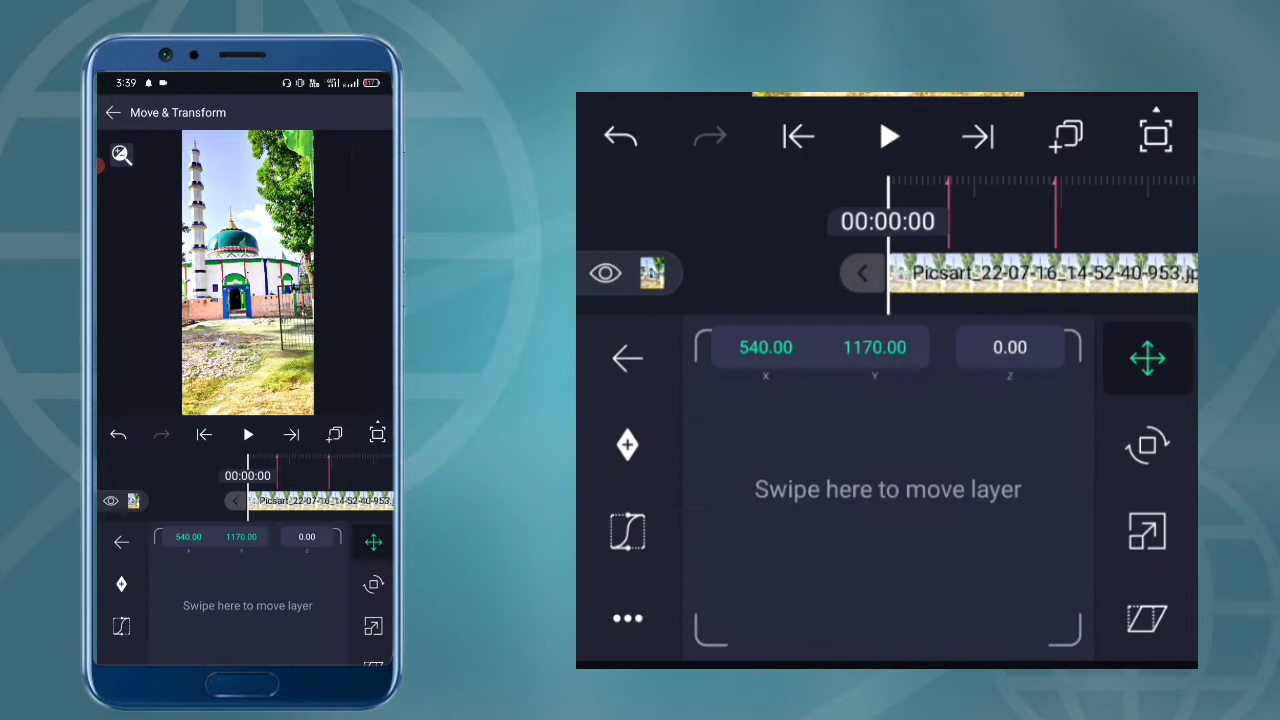 3:39
17
Move & Transform
00:00:00
Picsart_22-07-16_14-52-40-953.
540.00 1170.00 0.00
X Y Z
Swipe here to move layer
00:00:00
Picsart_22-07-16_14-52-40-953.jp
540.00 1170.00 0.00
X Y Z
Swipe here to move layer